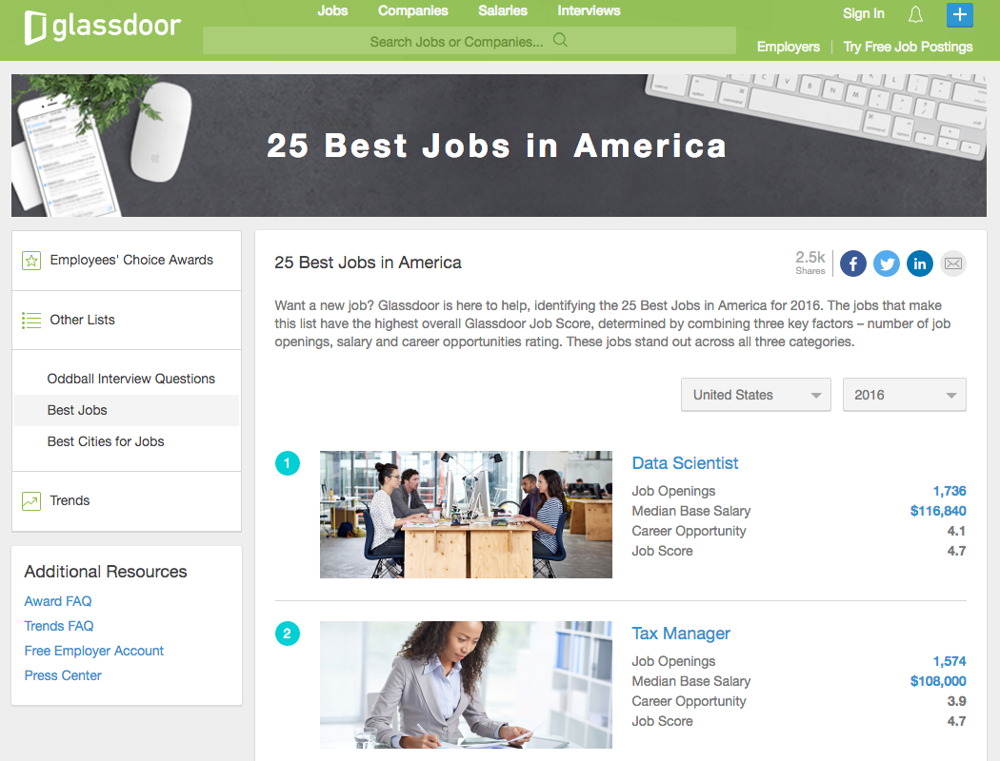 glassdoor
Jobs Companies Salaries Interviews
Sign In
Search Jobs or Companies...
Employers | Try Free Job Postings
25 Best Jobs in America
Employees' Choice Awards
Other Lists
Oddball Interview Questions
Best Jobs
Best Cities for Jobs
Trends
Additional Resources
Award FAQ
Trends FAQ
Free Employer Account
Press Center
25 Best Jobs in America
2.5k
Shares
Want a new job? Glassdoor is here to help, identifying the 25 Best Jobs in America for 2016. The jobs that make
this list have the highest overall Glassdoor Job Score, determined by combining three key factors – number of job
openings, salary and career opportunities rating. These jobs stand out across all three categories.
United States
2016
1
Data Scientist
Job Openings 1,736
Median Base Salary $116,840
Career Opportunity 4.1
Job Score 4.7
2
Tax Manager
Job Openings 1,574
Median Base Salary $108,000
Career Opportunity 3.9
Job Score 4.7